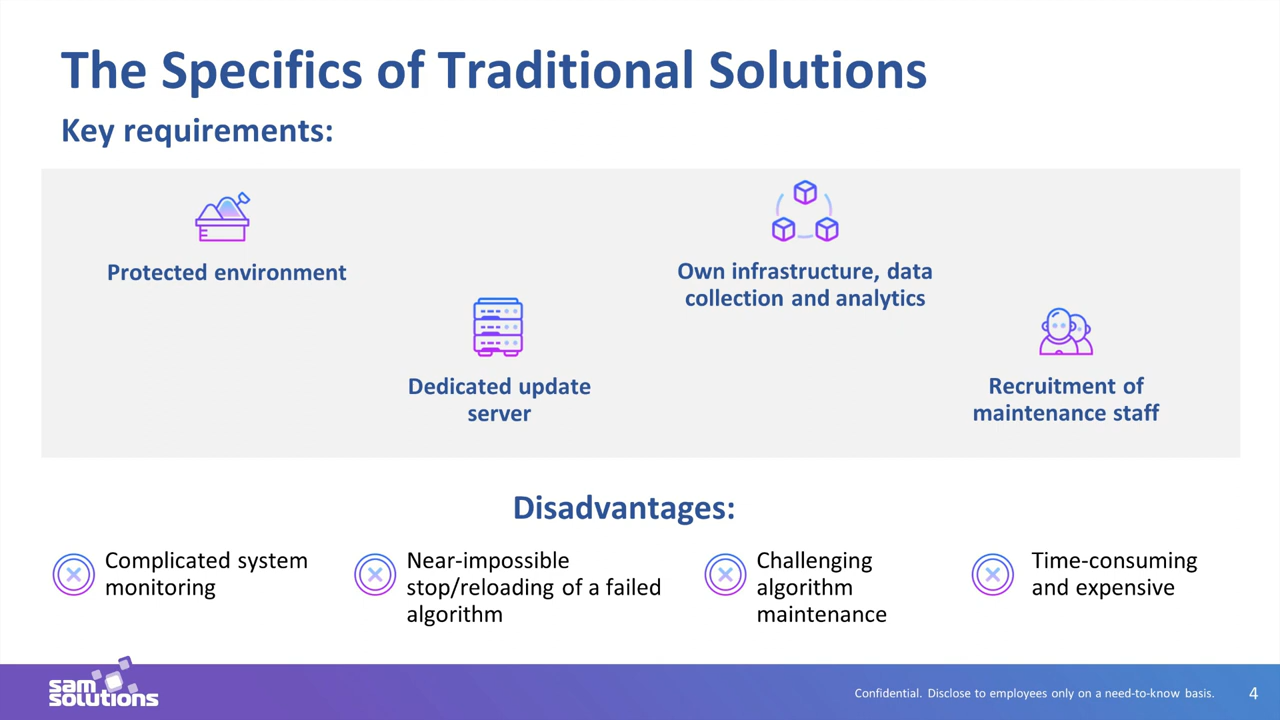 The Specifics of Traditional Solutions
Key requirements:
Protected environment
Own infrastructure, data
collection and analytics
Dedicated update
server
Recruitment of
maintenance staff
Disadvantages:
Complicated system
monitoring
Near-impossible
stop/reloading of a failed
algorithm
Challenging
algorithm
maintenance
Time-consuming
and expensive
sam
solutions
Confidential. Disclose to employees only on a need-to-know basis.
4